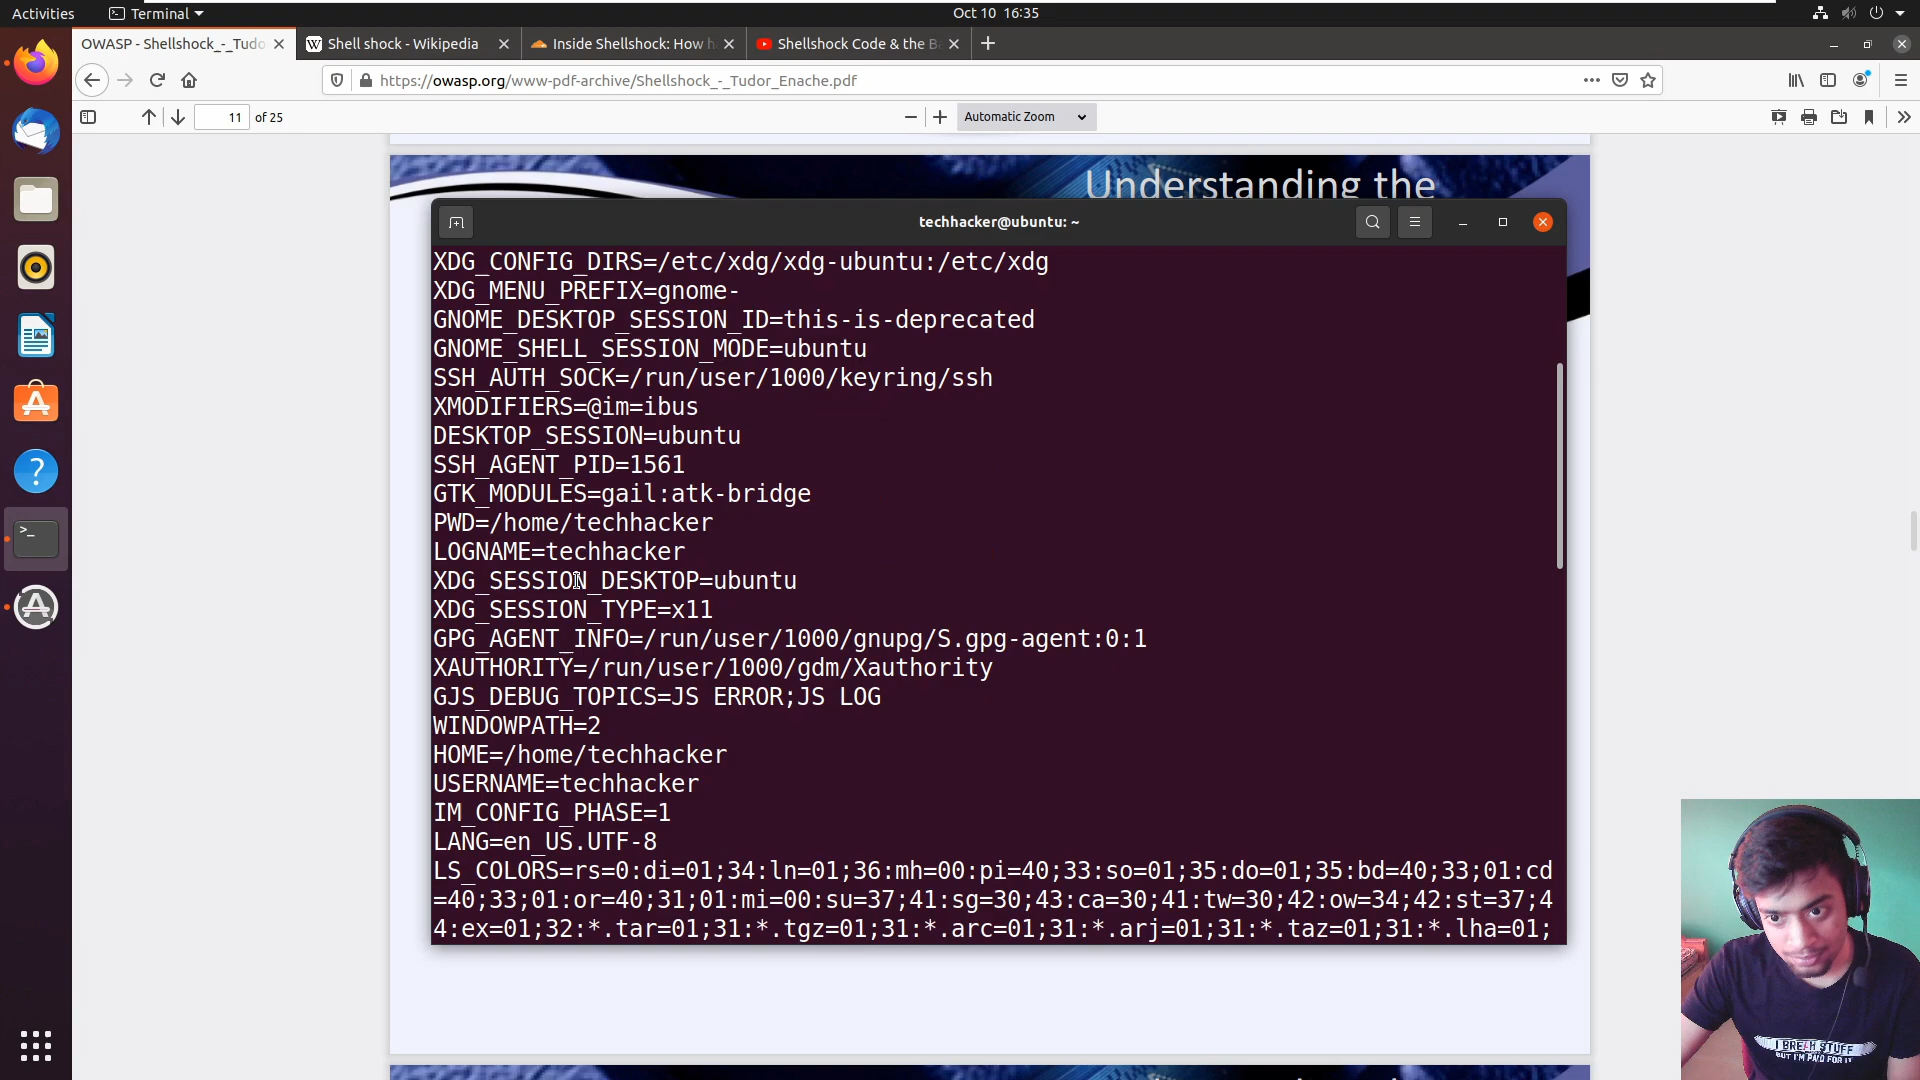 Activities
Terminal
Oct 10 16:35
OWASP - Shellshock_-_Tudo
Shell shock - Wikipedia
Inside Shellshock: How h
Shellshock Code & the Ba
https://owasp.org/www-pdf-archive/Shellshock_-_Tudor_Enache.pdf
11 of 25
Automatic Zoom
Understanding the
techhacker@ubuntu: ~
XDG_CONFIG_DIRS=/etc/xdg/xdg-ubuntu:/etc/xdg
XDG_MENU_PREFIX=gnome-
GNOME_DESKTOP_SESSION_ID=this-is-deprecated
GNOME_SHELL_SESSION_MODE=ubuntu
SSH_AUTH_SOCK=/run/user/1000/keyring/ssh
XMODIFIERS=@im=ibus
DESKTOP_SESSION=ubuntu
SSH_AGENT_PID=1561
GTK_MODULES=gail:atk-bridge
PWD=/home/techhacker
LOGNAME=techhacker
XDG_SESSION_DESKTOP=ubuntu
XDG_SESSION_TYPE=x11
GPG_AGENT_INFO=/run/user/1000/gnupg/S.gpg-agent:0:1
XAUTHORITY=/run/user/1000/gdm/Xauthority
GJS_DEBUG_TOPICS=JS ERROR;JS LOG
WINDOWPATH=2
HOME=/home/techhacker
USERNAME=techhacker
IM_CONFIG_PHASE=1
LANG=en_US.UTF-8
LS_COLORS=rs=0:di=01;34:ln=01;36:mh=00:pi=40;33:so=01;35:do=01;35:bd=40;33;01:cd
=40;33;01:or=40;31;01:mi=00:su=37;41:sg=30;43:ca=30;41:tw=30;42:ow=34;42:st=37;4
4:ex=01;32:*.tar=01;31:*.tgz=01;31:*.arc=01;31:*.arj=01;31:*.taz=01;31:*.lha=01;
I BREAK STUFF
BUT I'M PAID FOR IT